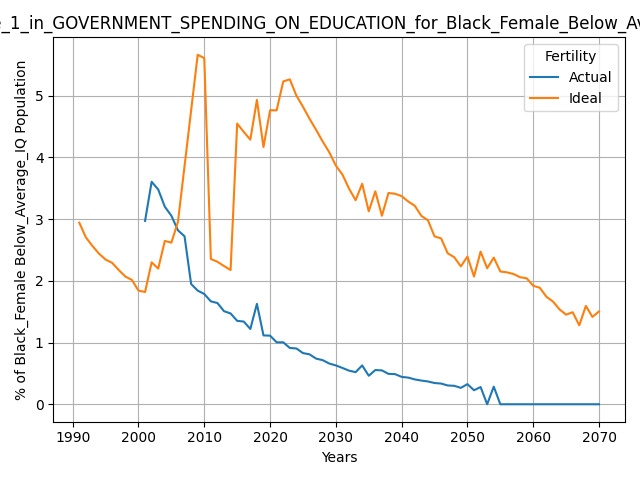 _1_in_GOVERNMENT_SPENDING_ON_EDUCATION_for_Black_Female_Below_Av
% of Black_Female Below_Average_IQ Population
Fertility
Actual
Ideal
5
4
3
2
1
0
1990 2000 2010 2020 2030 2040 2050 2060 2070
Years